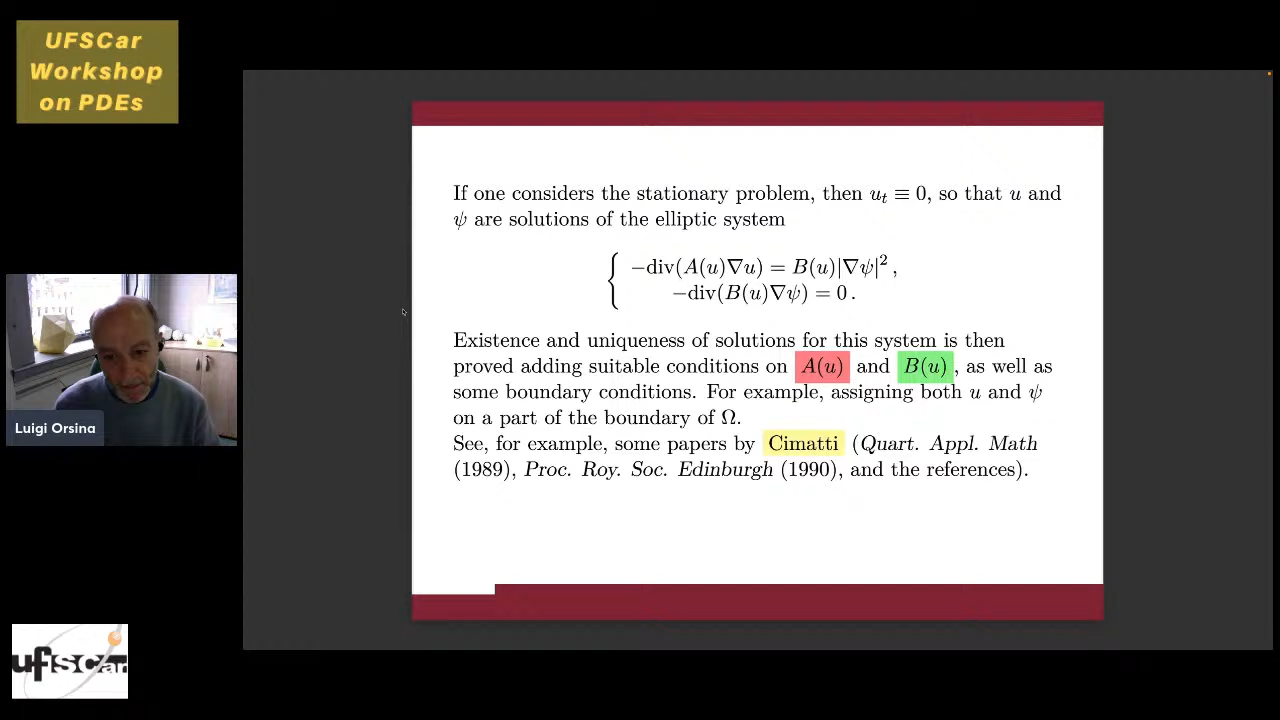 UFSCar
Workshop
on PDEs
If one considers the stationary problem, then uₜ ≡ 0, so that u and
ψ are solutions of the elliptic system
−div(A(u)∇u) = B(u)|∇ψ|² ,
−div(B(u)∇ψ) = 0 .
Existence and uniqueness of solutions for this system is then
proved adding suitable conditions on A(u) and B(u) , as well as
some boundary conditions. For example, assigning both u and ψ
on a part of the boundary of Ω.
See, for example, some papers by Cimatti (Quart. Appl. Math
(1989), Proc. Roy. Soc. Edinburgh (1990), and the references).
Luigi Orsina
ufscar